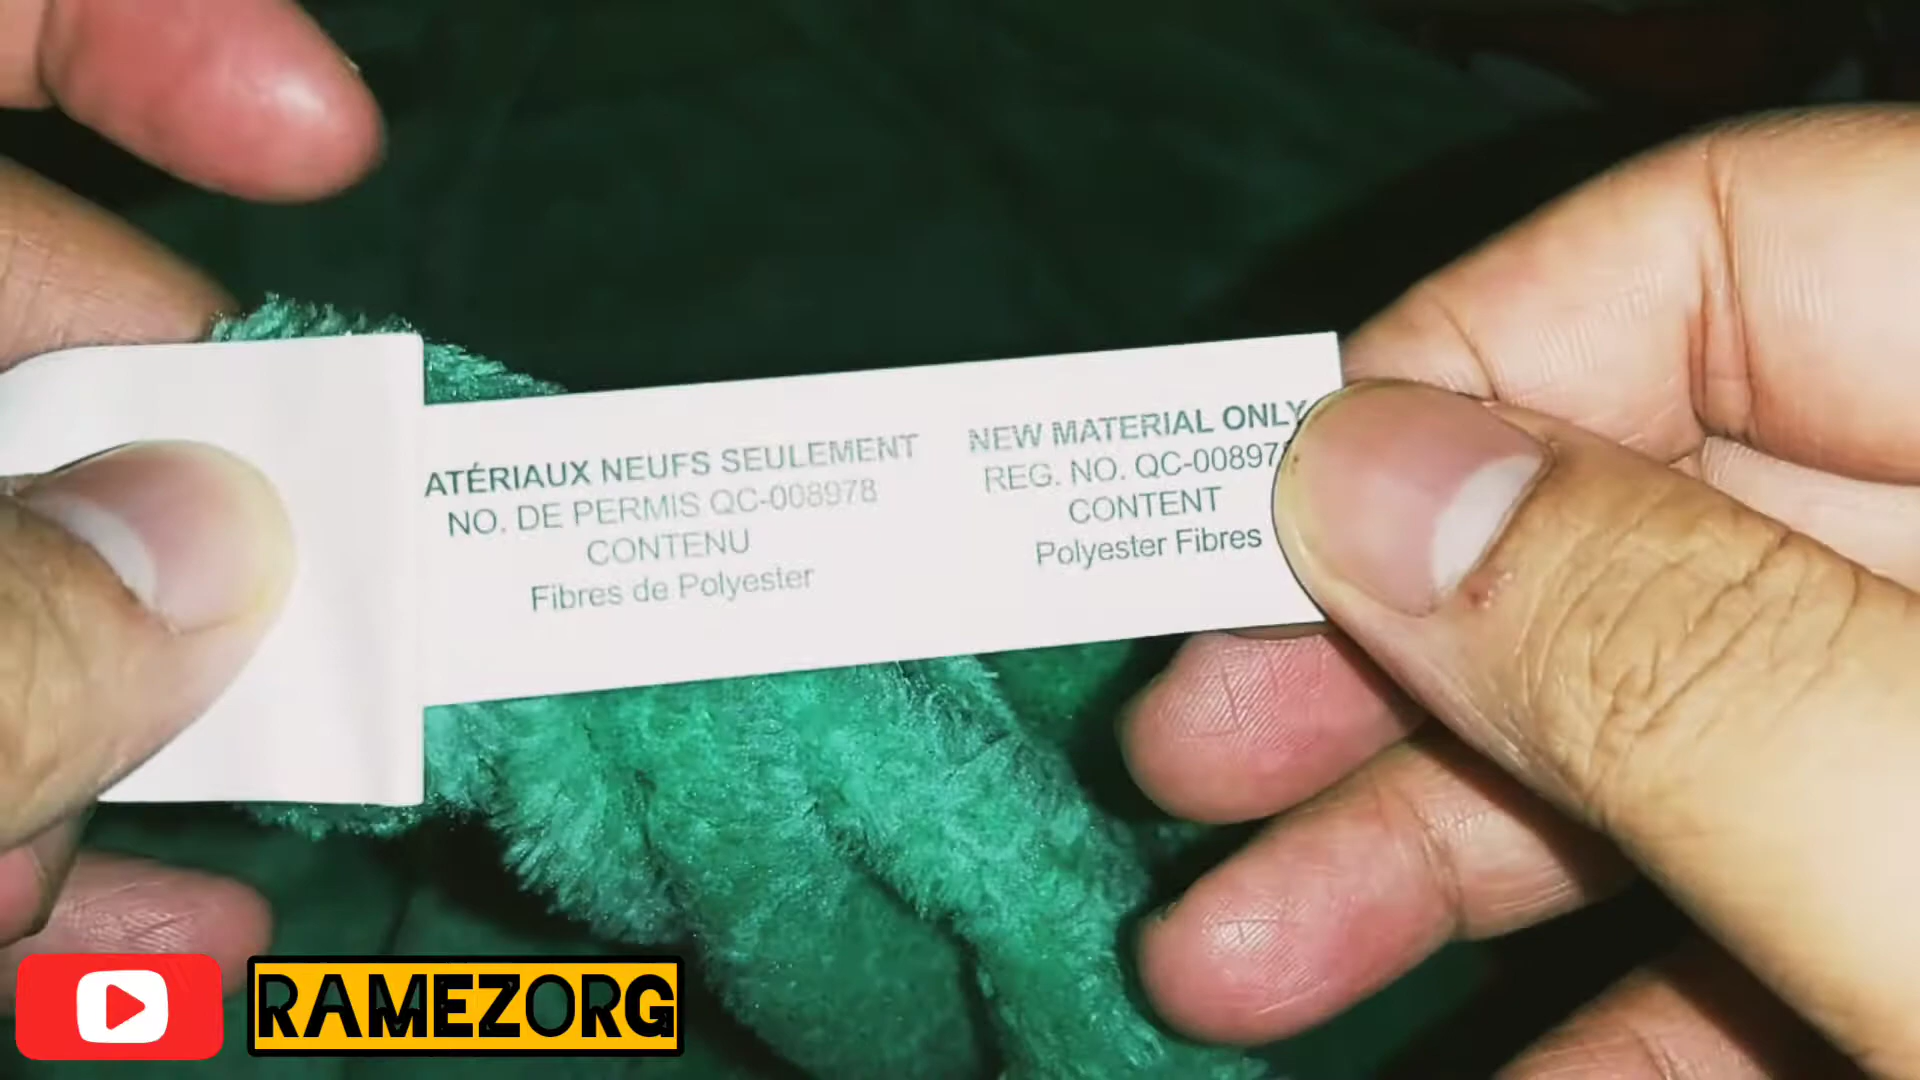 ATÉRIAUX NEUFS SEULEMENT
NO. DE PERMIS QC-008978
CONTENU
Fibres de Polyester
NEW MATERIAL ONLY
REG. NO. QC-00897
CONTENT
Polyester Fibres
RAMEZORG